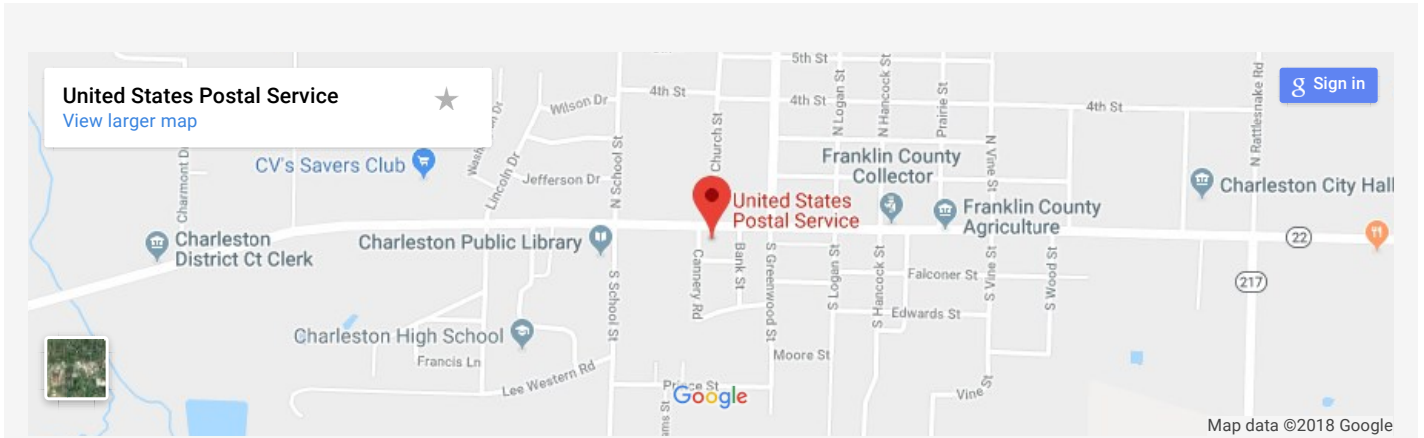 United States Postal Service
View larger map
Sign in
5th St
4th St
4th St
4th St
Wilson Dr
Church St
N Logan St
N Hancock St
Prairie St
N Rattlesnake Rd
Charmont D
CV's Savers Club
Lincoln Dr
Jefferson Dr
N School St
N Vine St
Franklin County
Collector
United States
Postal Service
Franklin County
Agriculture
Charleston City Hall
Charleston
District Ct Clerk
Charleston Public Library
22
217
Cannery Rd
Bank St
S Greenwood St
S Logan St
S Hancock St
Falconer St
S Vine St
S Wood St
S School St
Edwards St
Charleston High School
Francis Ln
Lee Western Rd
Moore St
Prince St
Vine St
ams St
Google
Map data ©2018 Google